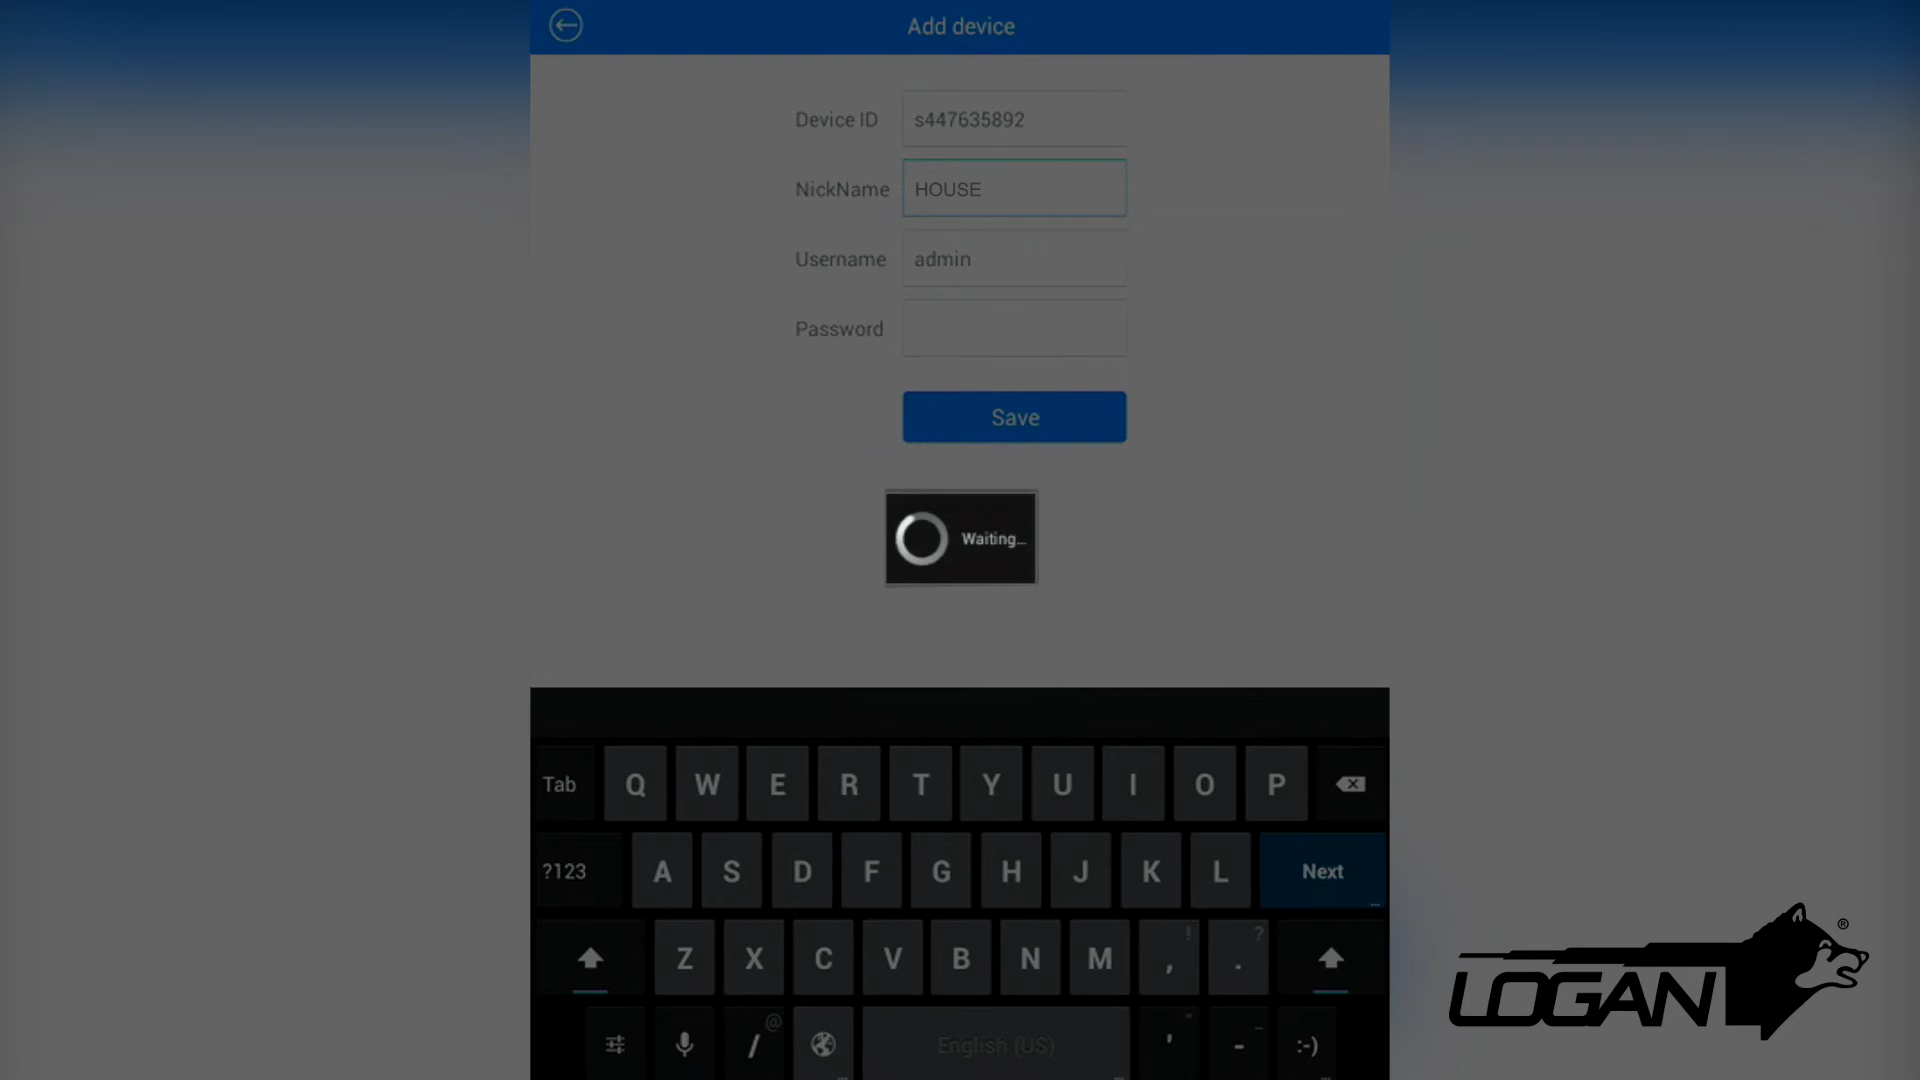 Add device
Device ID s447635892
NickName HOUSE
Username admin
Password
Save
Waiting...
Tab Q W E R T Y U I O P
?123 A S D F G H J K L Next
Z X C V B N M , ! . ?
/ @ English (US) ' " - _ :-)
LOGAN ®